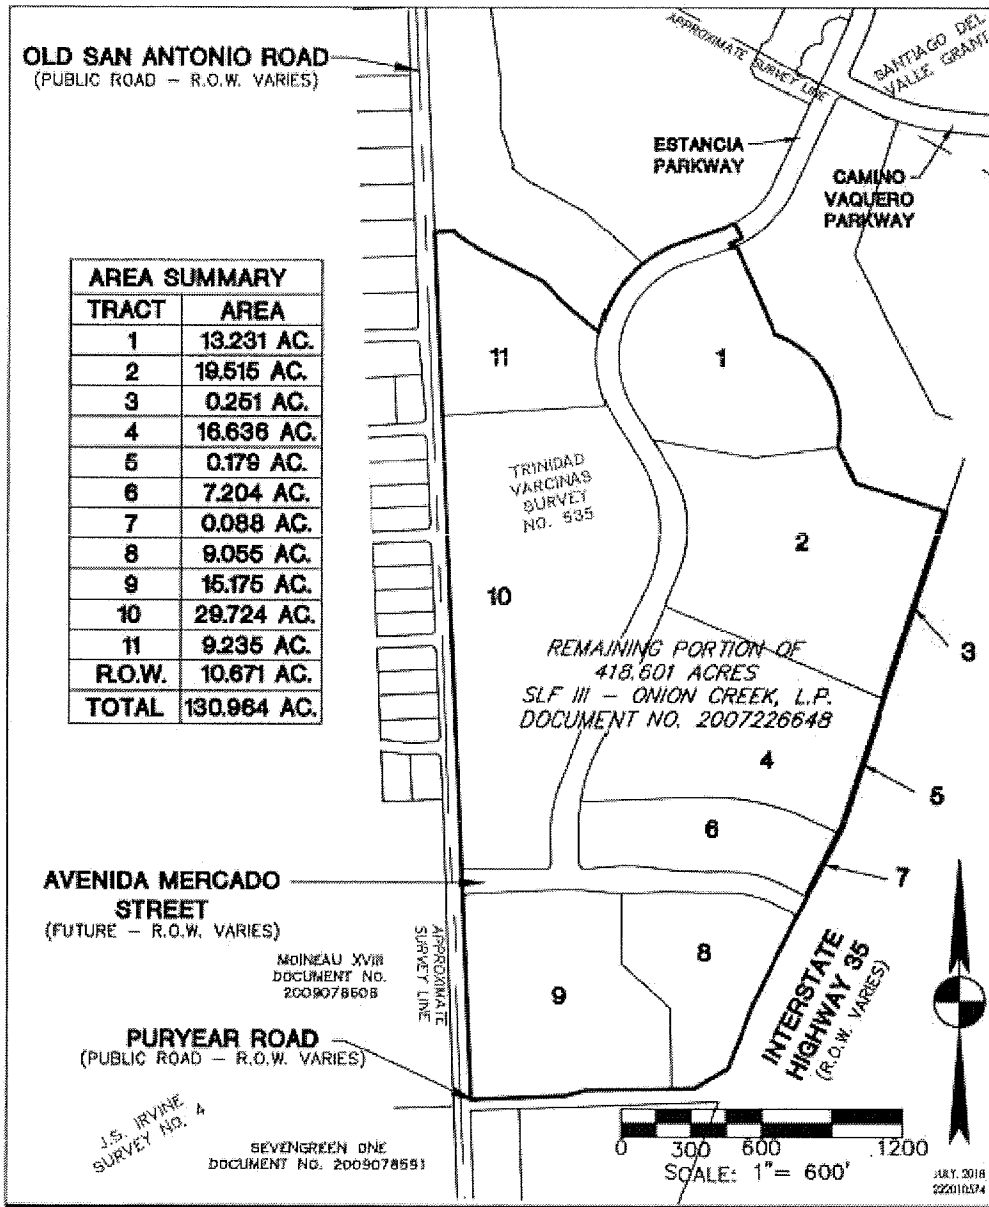 OLD SAN ANTONIO ROAD
(PUBLIC ROAD – R.O.W. VARIES)
APPROXIMATE SURVEY LINE
SANTIAGO DEL
VALLE GRANT
ESTANCIA
PARKWAY
CAMINO
VAQUERO
PARKWAY
AREA SUMMARY
TRACT AREA
1 13.231 AC.
2 19.515 AC.
3 0.251 AC.
4 16.636 AC.
5 0.179 AC.
6 7.204 AC.
7 0.088 AC.
8 9.055 AC.
9 15.175 AC.
10 29.724 AC.
11 9.235 AC.
R.O.W. 10.671 AC.
TOTAL 130.964 AC.
11
1
TRINIDAD
VARCINAS
SURVEY
NO. 535
2
10
REMAINING PORTION OF
418.601 ACRES
SLF III – ONION CREEK, L.P.
DOCUMENT NO. 2007226648
3
4
5
6
7
AVENIDA MERCADO
STREET
(FUTURE – R.O.W. VARIES)
MOINEAU XVIII
DOCUMENT NO.
2009078508
APPROXIMATE
SURVEY LINE
8
9
INTERSTATE
HIGHWAY 35
(R.O.W. VARIES)
PURYEAR ROAD
(PUBLIC ROAD – R.O.W. VARIES)
J.S. IRVINE
SURVEY NO. 4
SEVENGREEN ONE
DOCUMENT NO. 2009078591
0 300 600 1200
SCALE: 1"= 600'
JULY, 2018
222010574